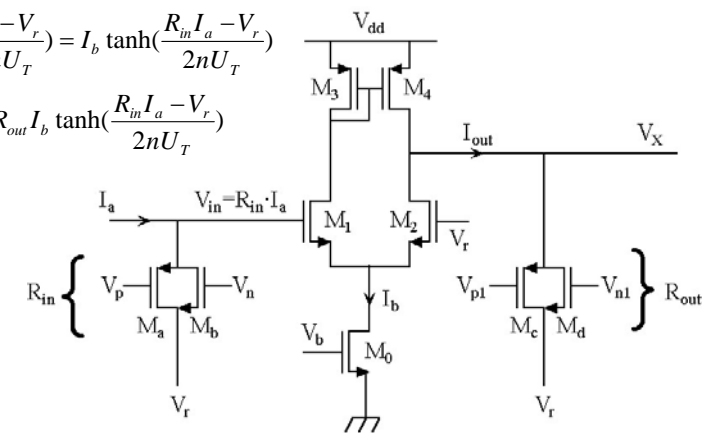 -V_r / U_T) = I_b tanh(R_in I_a - V_r / 2nU_T)
R_out I_b tanh(R_in I_a - V_r / 2nU_T)
V_dd
M_3 M_4
I_out V_X
I_a V_in=R_in·I_a
M_1 M_2 V_r
R_in V_p V_n V_p1 V_n1 R_out
M_a M_b I_b M_c M_d
V_b M_0
V_r V_r